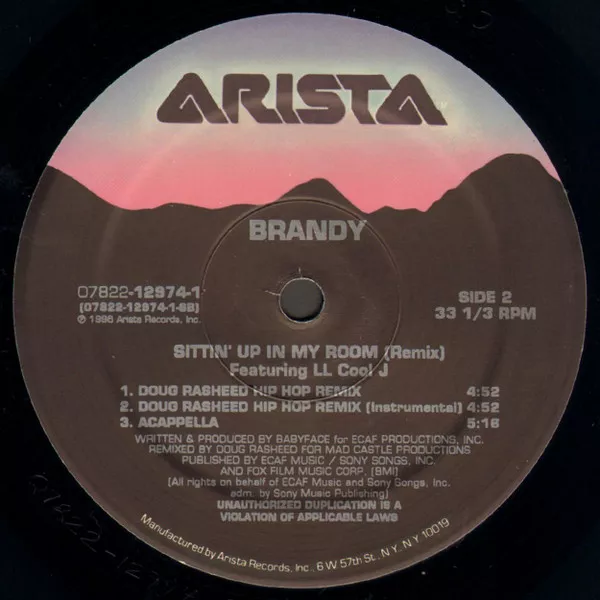 ARISTA
BRANDY
07822-12974-1
(07822-12974-1-SB)
℗ 1996 Arista Records, Inc.
SIDE 2
33 1/3 RPM
SITTIN' UP IN MY ROOM (Remix)
Featuring LL Cool J
1. DOUG RASHEED HIP HOP REMIX 4:52
2. DOUG RASHEED HIP HOP REMIX (Instrumental) 4:52
3. ACAPPELLA 5:16
WRITTEN & PRODUCED BY BABYFACE for ECAF PRODUCTIONS, INC.
REMIXED BY DOUG RASHEED FOR MAD CASTLE PRODUCTIONS
PUBLISHED BY ECAF MUSIC / SONY SONGS, INC.
AND FOX FILM MUSIC CORP. (BMI)
(All rights on behalf of ECAF Music and Sony Songs, Inc.
adm. by Sony Music Publishing)
UNAUTHORIZED DUPLICATION IS A
VIOLATION OF APPLICABLE LAWS
Manufactured by Arista Records, Inc., 6 W 57th St., N.Y. N.Y. 10019